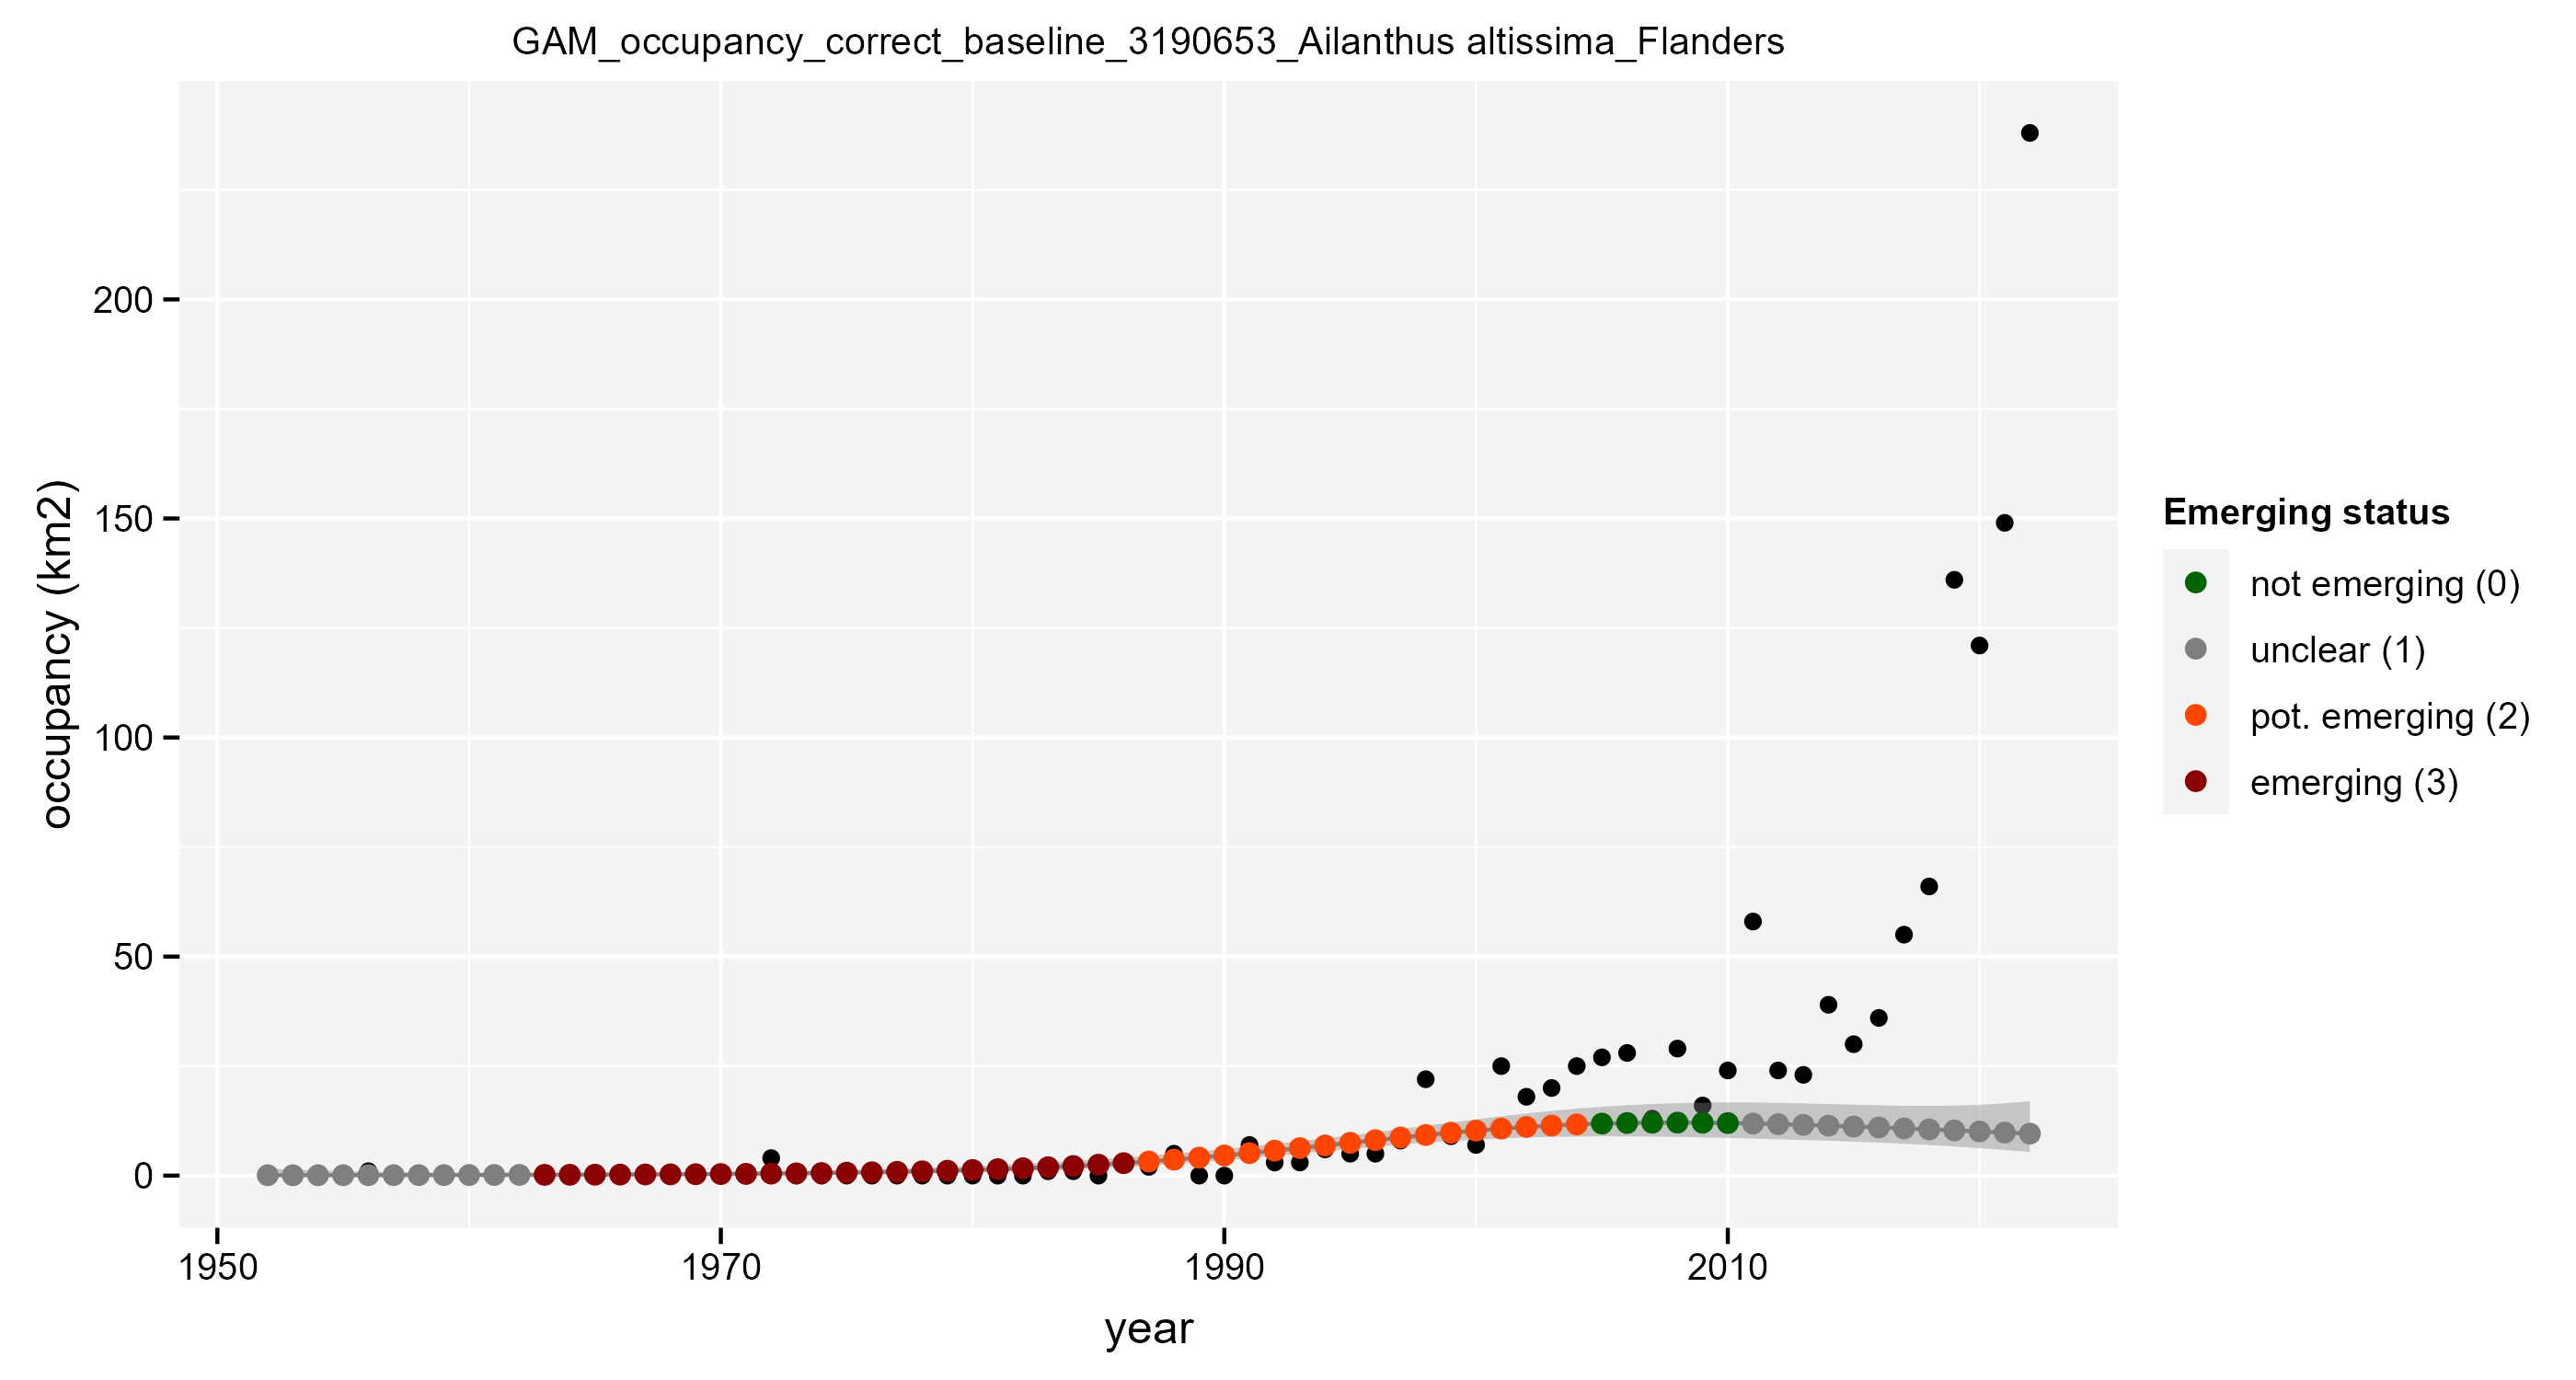 GAM_occupancy_correct_baseline_3190653_Ailanthus altissima_Flanders
occupancy (km2)
200
150
100
50
0
1950
1970
1990
2010
year
Emerging status
not emerging (0)
unclear (1)
pot. emerging (2)
emerging (3)